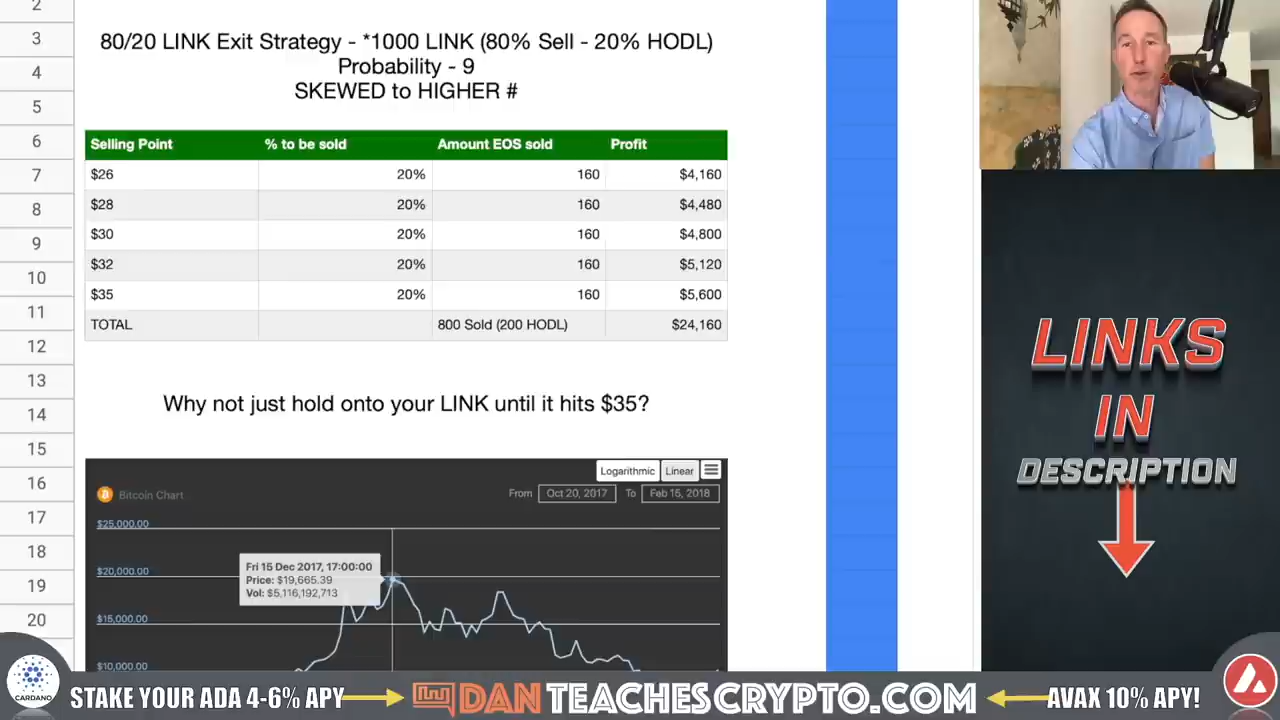 2
3
4
5
6
7
8
9
10
11
12
13
14
15
16
17
18
19
20
80/20 LINK Exit Strategy - *1000 LINK (80% Sell - 20% HODL)
Probability - 9
SKEWED to HIGHER #
Selling Point % to be sold Amount EOS sold Profit
$26 20% 160 $4,160
$28 20% 160 $4,480
$30 20% 160 $4,800
$32 20% 160 $5,120
$35 20% 160 $5,600
TOTAL 800 Sold (200 HODL) $24,160
Why not just hold onto your LINK until it hits $35?
Logarithmic Linear
Bitcoin Chart From Oct 20, 2017 To Feb 15, 2018
$25,000.00
$20,000.00
$15,000.00
$10,000.00
Fri 15 Dec 2017, 17:00:00
Price: $19,665.39
Vol: $5,116,192,713
LINKS
IN
DESCRIPTION
CARDANO
STAKE YOUR ADA 4-6% APY
DANTEACHESCRYPTO.COM
AVAX 10% APY!